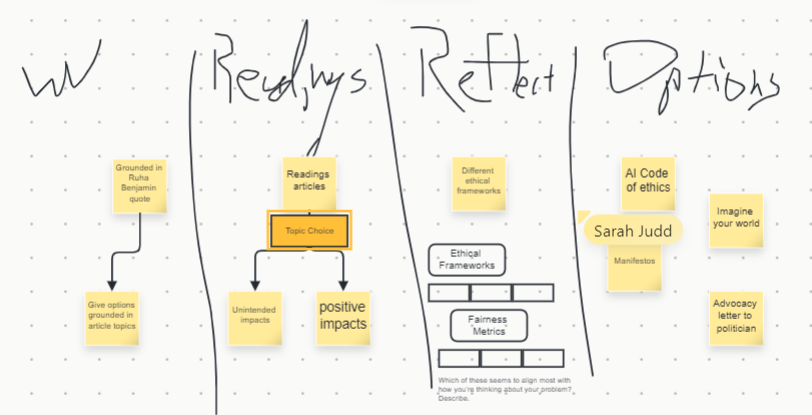 W
Readings
Reflect
Options
Grounded in
Ruha
Benjamin
quote
Give options
grounded in
article topics
Readings
articles
Topic Choice
Unintended
impacts
positive
impacts
Different
ethical
frameworks
Ethical
Frameworks
Fairness
Metrics
Which of these seems to align most with
how you're thinking about your problem?
Describe.
AI Code
of ethics
Sarah Judd
Manifestos
Imagine
your world
Advocacy
letter to
politician